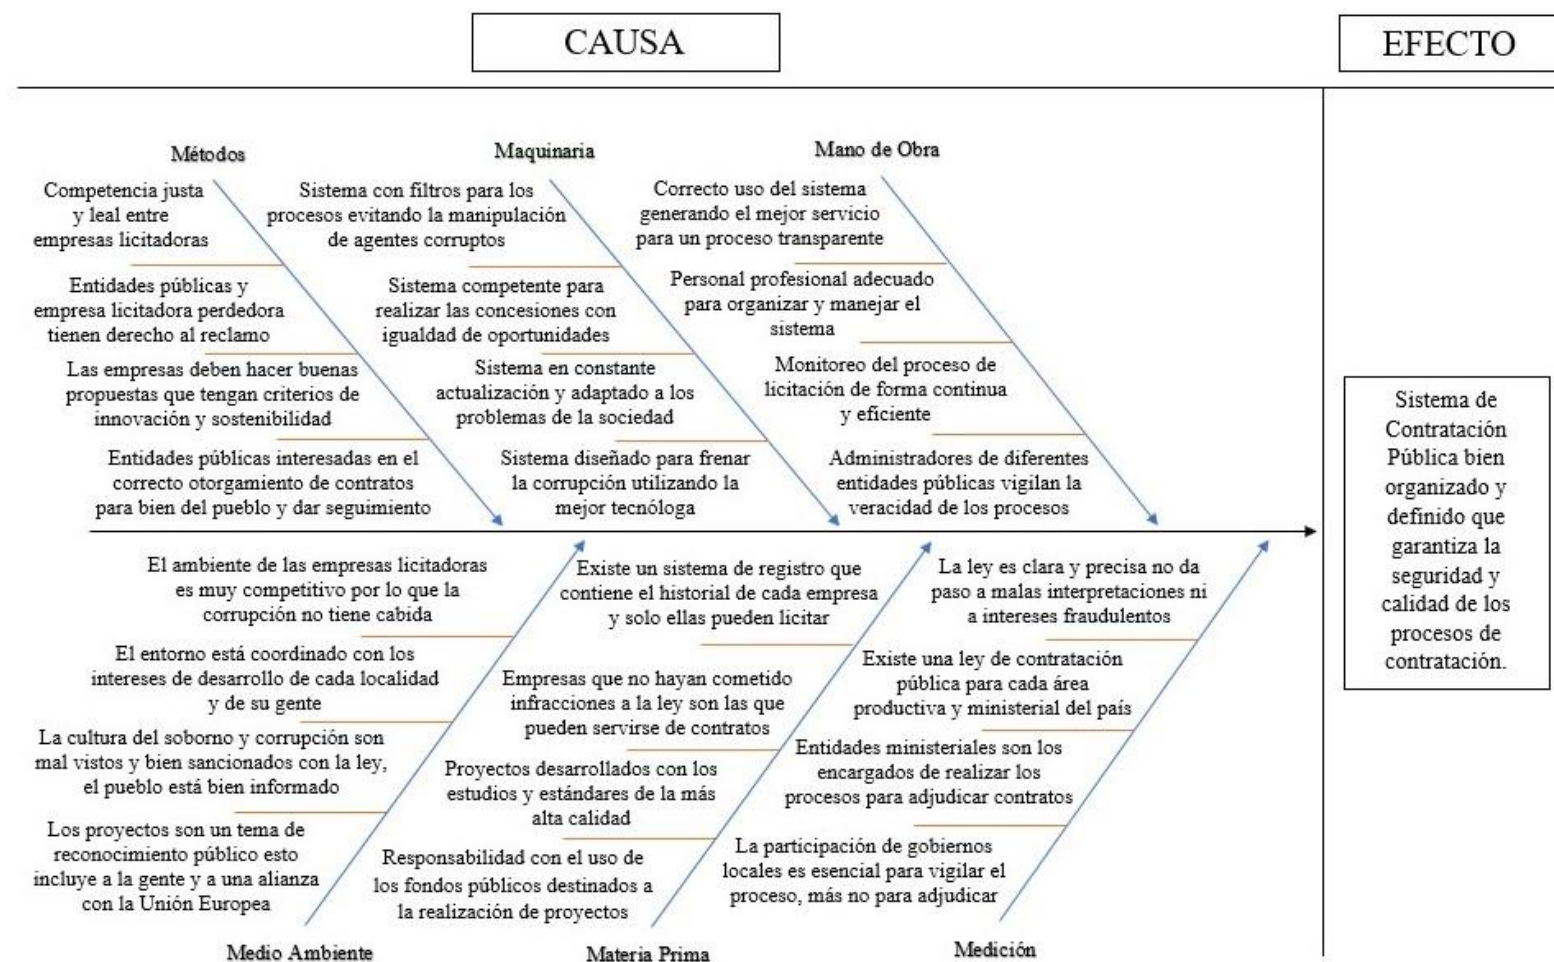 CAUSA
EFECTO
Métodos
Competencia justa
y leal entre
empresas licitadoras
Entidades públicas y
empresa licitadora perdedora
tienen derecho al reclamo
Las empresas deben hacer buenas
propuestas que tengan criterios de
innovación y sostenibilidad
Entidades públicas interesadas en el
correcto otorgamiento de contratos
para bien del pueblo y dar seguimiento
Maquinaria
Sistema con filtros para los
procesos evitando la manipulación
de agentes corruptos
Sistema competente para
realizar las concesiones con
igualdad de oportunidades
Sistema en constante
actualización y adaptado a los
problemas de la sociedad
Sistema diseñado para frenar
la corrupción utilizando la
mejor tecnóloga
Mano de Obra
Correcto uso del sistema
generando el mejor servicio
para un proceso transparente
Personal profesional adecuado
para organizar y manejar el
sistema
Monitoreo del proceso de
licitación de forma continua
y eficiente
Administradores de diferentes
entidades públicas vigilan la
veracidad de los procesos
El ambiente de las empresas licitadoras
es muy competitivo por lo que la
corrupción no tiene cabida
El entorno está coordinado con los
intereses de desarrollo de cada localidad
y de su gente
La cultura del soborno y corrupción son
mal vistos y bien sancionados con la ley,
el pueblo está bien informado
Los proyectos son un tema de
reconocimiento público esto
incluye a la gente y a una alianza
con la Unión Europea
Medio Ambiente
Existe un sistema de registro que
contiene el historial de cada empresa
y solo ellas pueden licitar
Empresas que no hayan cometido
infracciones a la ley son las que
pueden servirse de contratos
Proyectos desarrollados con los
estudios y estándares de la más
alta calidad
Responsabilidad con el uso de
los fondos públicos destinados a
la realización de proyectos
Materia Prima
La ley es clara y precisa no da
paso a malas interpretaciones ni
a intereses fraudulentos
Existe una ley de contratación
pública para cada área
productiva y ministerial del país
Entidades ministeriales son los
encargados de realizar los
procesos para adjudicar contratos
La participación de gobiernos
locales es esencial para vigilar el
proceso, más no para adjudicar
Medición
Sistema de
Contratación
Pública bien
organizado y
definido que
garantiza la
seguridad y
calidad de los
procesos de
contratación.